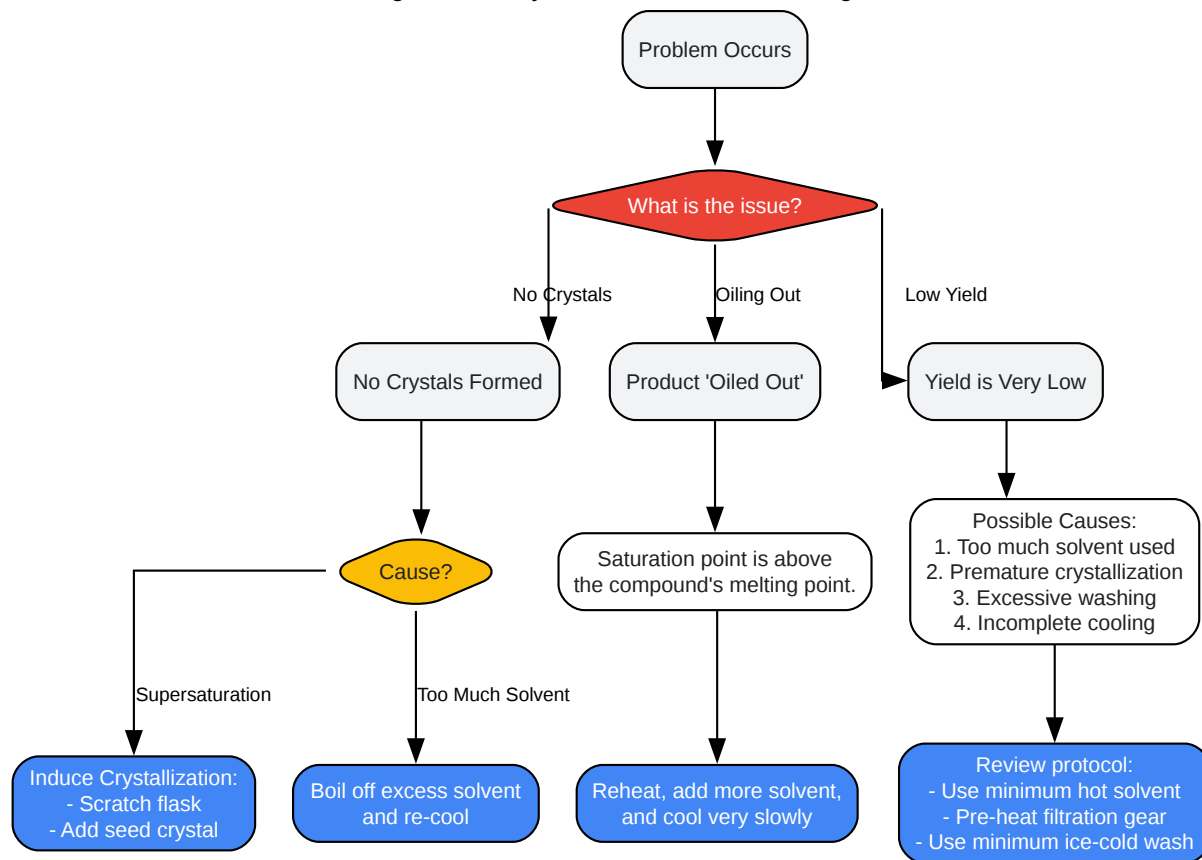 Problem Occurs
What is the issue?
No Crystals
Oiling Out
Low Yield
No Crystals Formed
Product 'Oiled Out'
Yield is Very Low
Cause?
Saturation point is above
the compound's melting point.
Possible Causes:
1. Too much solvent used
2. Premature crystallization
3. Excessive washing
4. Incomplete cooling
Supersaturation
Too Much Solvent
Induce Crystallization:
- Scratch flask
- Add seed crystal
Boil off excess solvent
and re-cool
Reheat, add more solvent,
and cool very slowly
Review protocol:
- Use minimum hot solvent
- Pre-heat filtration gear
- Use minimum ice-cold wash